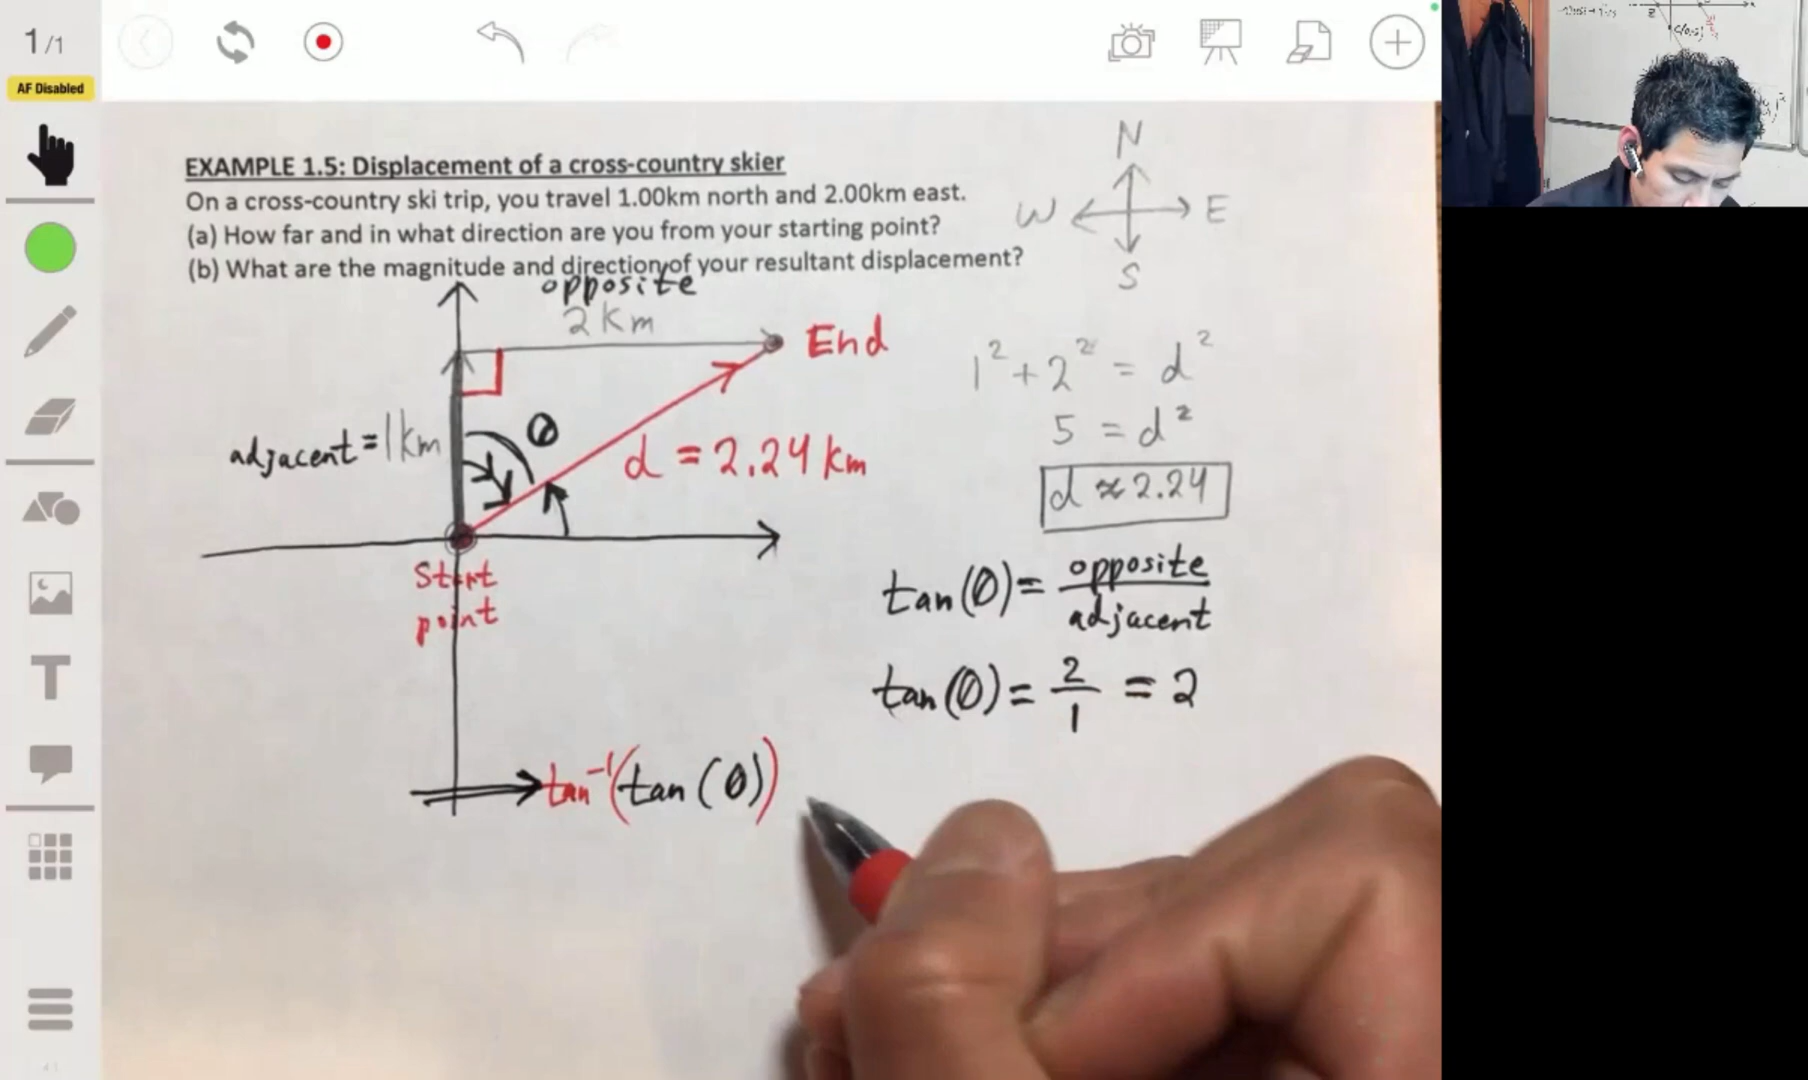 1/1
AF Disabled
EXAMPLE 1.5: Displacement of a cross-country skier
On a cross-country ski trip, you travel 1.00km north and 2.00km east.
(a) How far and in what direction are you from your starting point?
(b) What are the magnitude and direction of your resultant displacement?
N
W E
S
opposite
2 Km
End
adjacent = 1 km
θ
d = 2.24 km
Start
point
1² + 2² = d²
5 = d²
d ≈ 2.24
tan(θ) = opposite / adjacent
tan(θ) = 2/1 = 2
tan⁻¹(tan(θ))
T